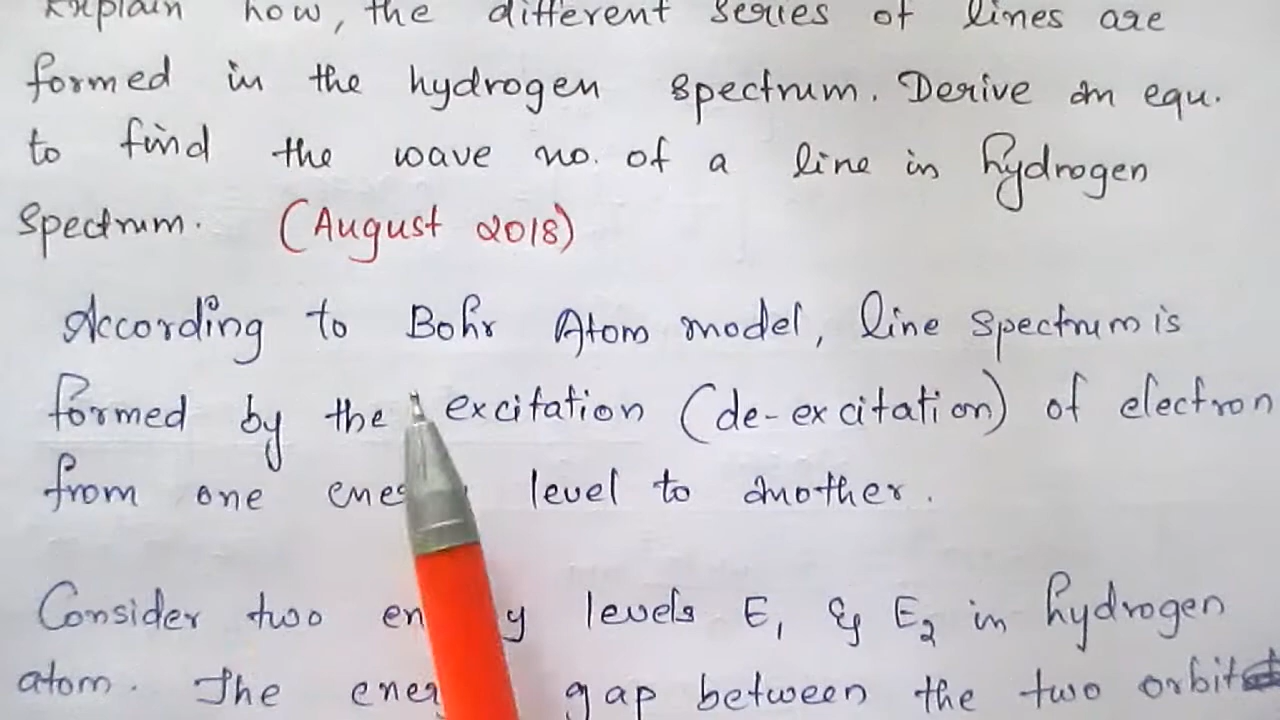 Explain how, the different series of lines are
formed in the hydrogen spectrum. Derive an equ.
to find the wave no. of a line in hydrogen
spectrum. (August 2018)
According to Bohr Atom model, line spectrum is
formed by the excitation (de-excitation) of electron
from one level to another.
Consider two levels E₁ & E₂ in hydrogen
atom. The gap between the two